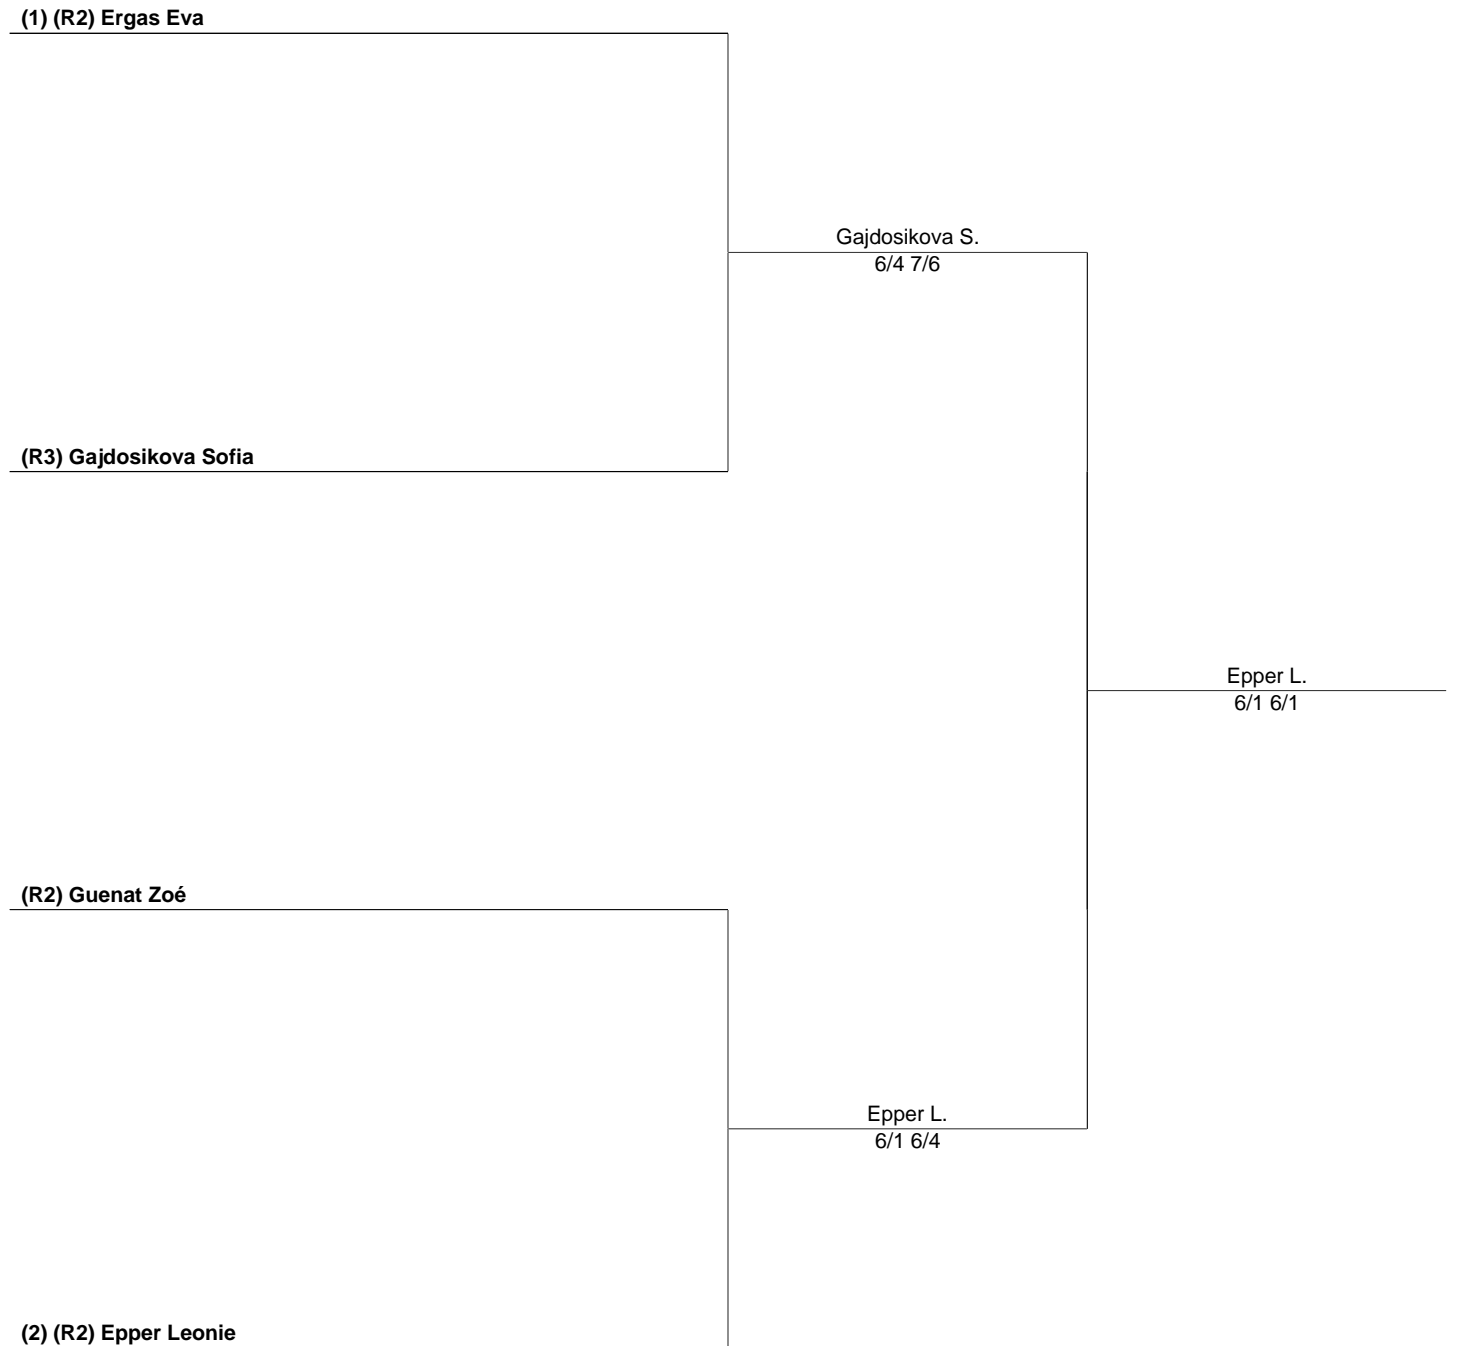 (1) (R2) Ergas Eva
Gajdosikova S.
6/4 7/6
(R3) Gajdosikova Sofia
Epper L.
6/1 6/1
(R2) Guenat Zoé
Epper L.
6/1 6/4
(2) (R2) Epper Leonie